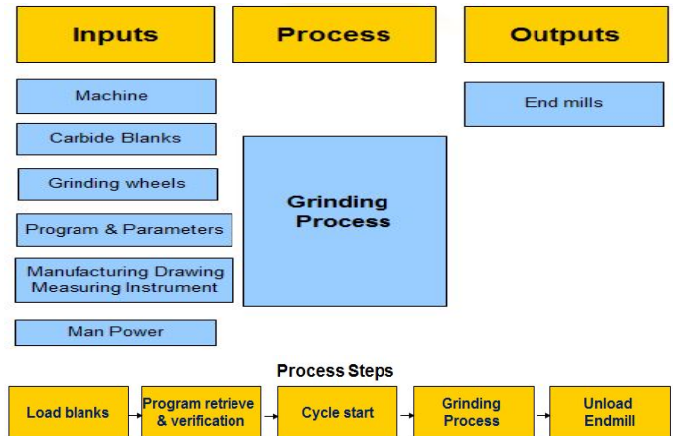 Inputs
Process
Outputs
Machine
Carbide Blanks
Grinding wheels
Program & Parameters
Manufacturing Drawing
Measuring Instrument
Man Power
Grinding
Process
End mills
Process Steps
Load blanks
Program retrieve
& verification
Cycle start
Grinding
Process
Unload
Endmill